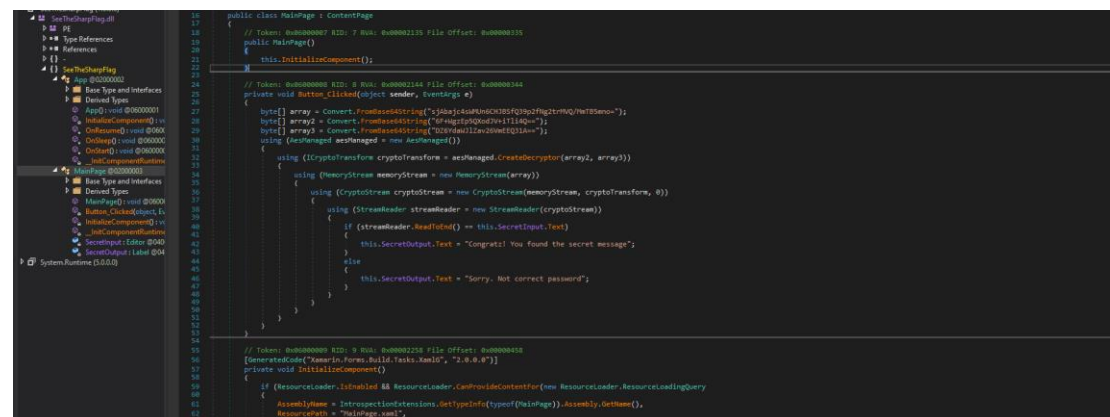 SeeTheSharpFlag.dll
PE
Type References
References
{ } -
{ } SeeTheSharpFlag
App @02000002
Base Type and Interfaces
Derived Types
App() : void @06000001
InitializeComponent() : v
OnResume() : void @060
OnSleep() : void @060000
OnStart() : void @060000
__InitComponentRuntime
MainPage @02000003
Base Type and Interfaces
Derived Types
MainPage() : void @0600
Button_Clicked(object, Ev
InitializeComponent() : v
__InitComponentRuntime
SecretInput : Editor @040
SecretOutput : Label @04
System.Runtime (5.0.0.0)
16 public class MainPage : ContentPage
17 {
18 // Token: 0x06000007 RID: 7 RVA: 0x00002135 File Offset: 0x00000335
19 public MainPage()
20 {
21 this.InitializeComponent();
22 }
23
24 // Token: 0x06000008 RID: 8 RVA: 0x00002144 File Offset: 0x00000344
25 private void Button_Clicked(object sender, EventArgs e)
26 {
27 byte[] array = Convert.FromBase64String(
28 byte[] array2 = Convert.FromBase64String(
29 byte[] array3 = Convert.FromBase64String(
30 using (AesManaged aesManaged = new AesManaged())
31 {
32 using (ICryptoTransform cryptoTransform = aesManaged.CreateDecryptor(array2, array3))
33 {
34 using (MemoryStream memoryStream = new MemoryStream(array))
35 {
36 using (CryptoStream cryptoStream = new CryptoStream(memoryStream, cryptoTransform, 0))
37 {
38 using (StreamReader streamReader = new StreamReader(cryptoStream))
39 {
40 if (streamReader.ReadToEnd() == this.SecretInput.Text)
41 {
42 this.SecretOutput.Text = "Congratz! You found the secret message";
43 }
44 else
45 {
46 this.SecretOutput.Text = "Sorry. Not correct password";
47 }
48 }
49 }
50 }
51 }
52 }
53 }
54
55 // Token: 0x06000009 RID: 9 RVA: 0x00002258 File Offset: 0x00000458
56 [GeneratedCode("Xamarin.Forms.Build.Tasks.XamlG", "2.0.0.0")]
57 private void InitializeComponent()
58 {
59 if (ResourceLoader.IsEnabled && ResourceLoader.CanProvideContentFor(new ResourceLoader.ResourceLoadingQuery
60 {
61 AssemblyName = IntrospectionExtensions.GetTypeInfo(typeof(MainPage)).Assembly.GetName(),
62 ResourcePath = "MainPage.xaml",